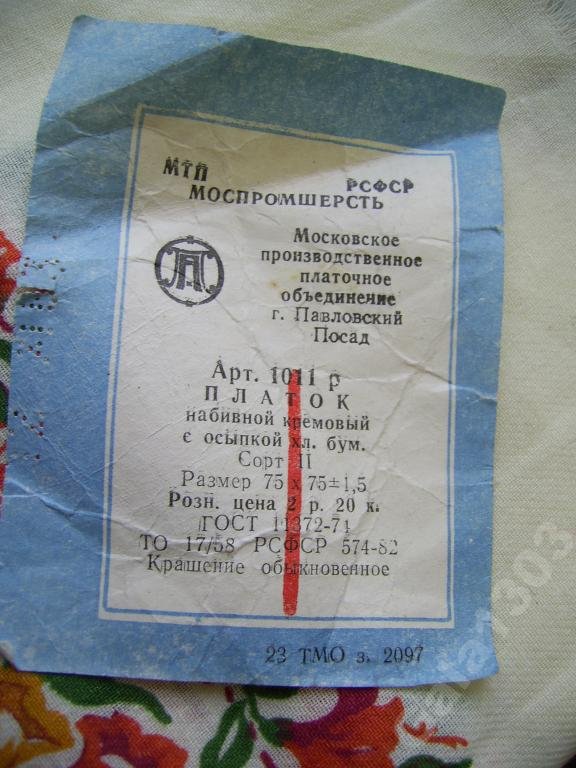 МТП РСФСР
МОСПРОМШЕРСТЬ
Московское
производственное
платочное
объединение
г. Павловский
Посад
Арт. 1011 р
ПЛАТОК
набивной кремовый
с осыпкой хл. бум.
Сорт II
Размер 75 х 75±1,5
Розн. цена 2 р. 20 к.
ГОСТ 11372-74
ТО 17/58 РСФСР 574-82
Крашение обыкновенное
23 ТМО з. 2097